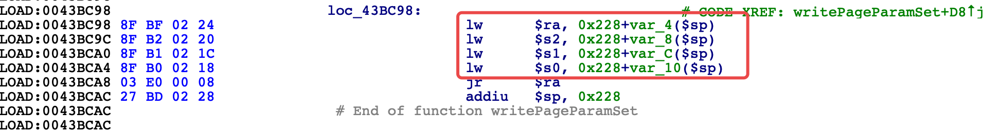 LOAD:0043BC98 loc_43BC98: # CODE XREF: writePageParamSet+D8↑j
LOAD:0043BC98 8F BF 02 24 lw $ra, 0x228+var_4($sp)
LOAD:0043BC9C 8F B2 02 20 lw $s2, 0x228+var_8($sp)
LOAD:0043BCA0 8F B1 02 1C lw $s1, 0x228+var_C($sp)
LOAD:0043BCA4 8F B0 02 18 lw $s0, 0x228+var_10($sp)
LOAD:0043BCA8 03 E0 00 08 jr $ra
LOAD:0043BCAC 27 BD 02 28 addiu $sp, 0x228
LOAD:0043BCAC # End of function writePageParamSet
LOAD:0043BCAC